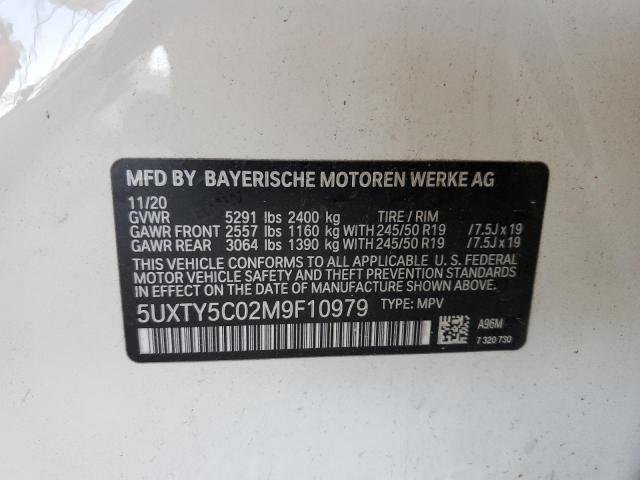 MFD BY BAYERISCHE MOTOREN WERKE AG
11/20
GVWR 5291 lbs 2400 kg TIRE / RIM
GAWR FRONT 2557 lbs 1160 kg WITH 245/50 R19 /7.5J x 19
GAWR REAR 3064 lbs 1390 kg WITH 245/50 R19 /7.5J x 19
THIS VEHICLE CONFORMS TO ALL APPLICABLE U. S. FEDERAL
MOTOR VEHICLE SAFETY, BUMPER, AND THEFT PREVENTION STANDARDS
IN EFFECT ON THE DATE OF MANUFACTURE SHOWN ABOVE.
5UXTY5C02M9F10979 TYPE: MPV
A96M
7 320 730